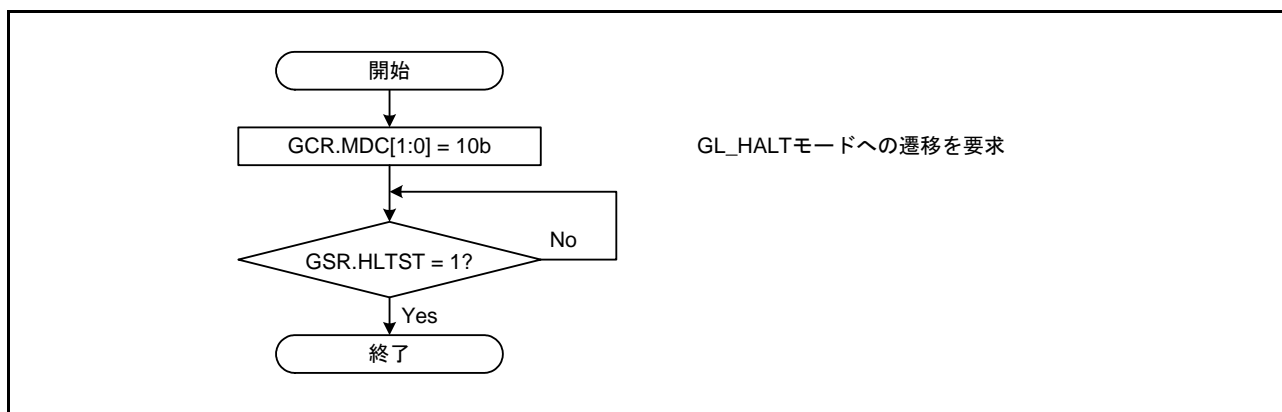 開始
GCR.MDC[1:0] = 10b
GL_HALTモードへの遷移を要求
No
GSR.HLTST = 1?
Yes
終了